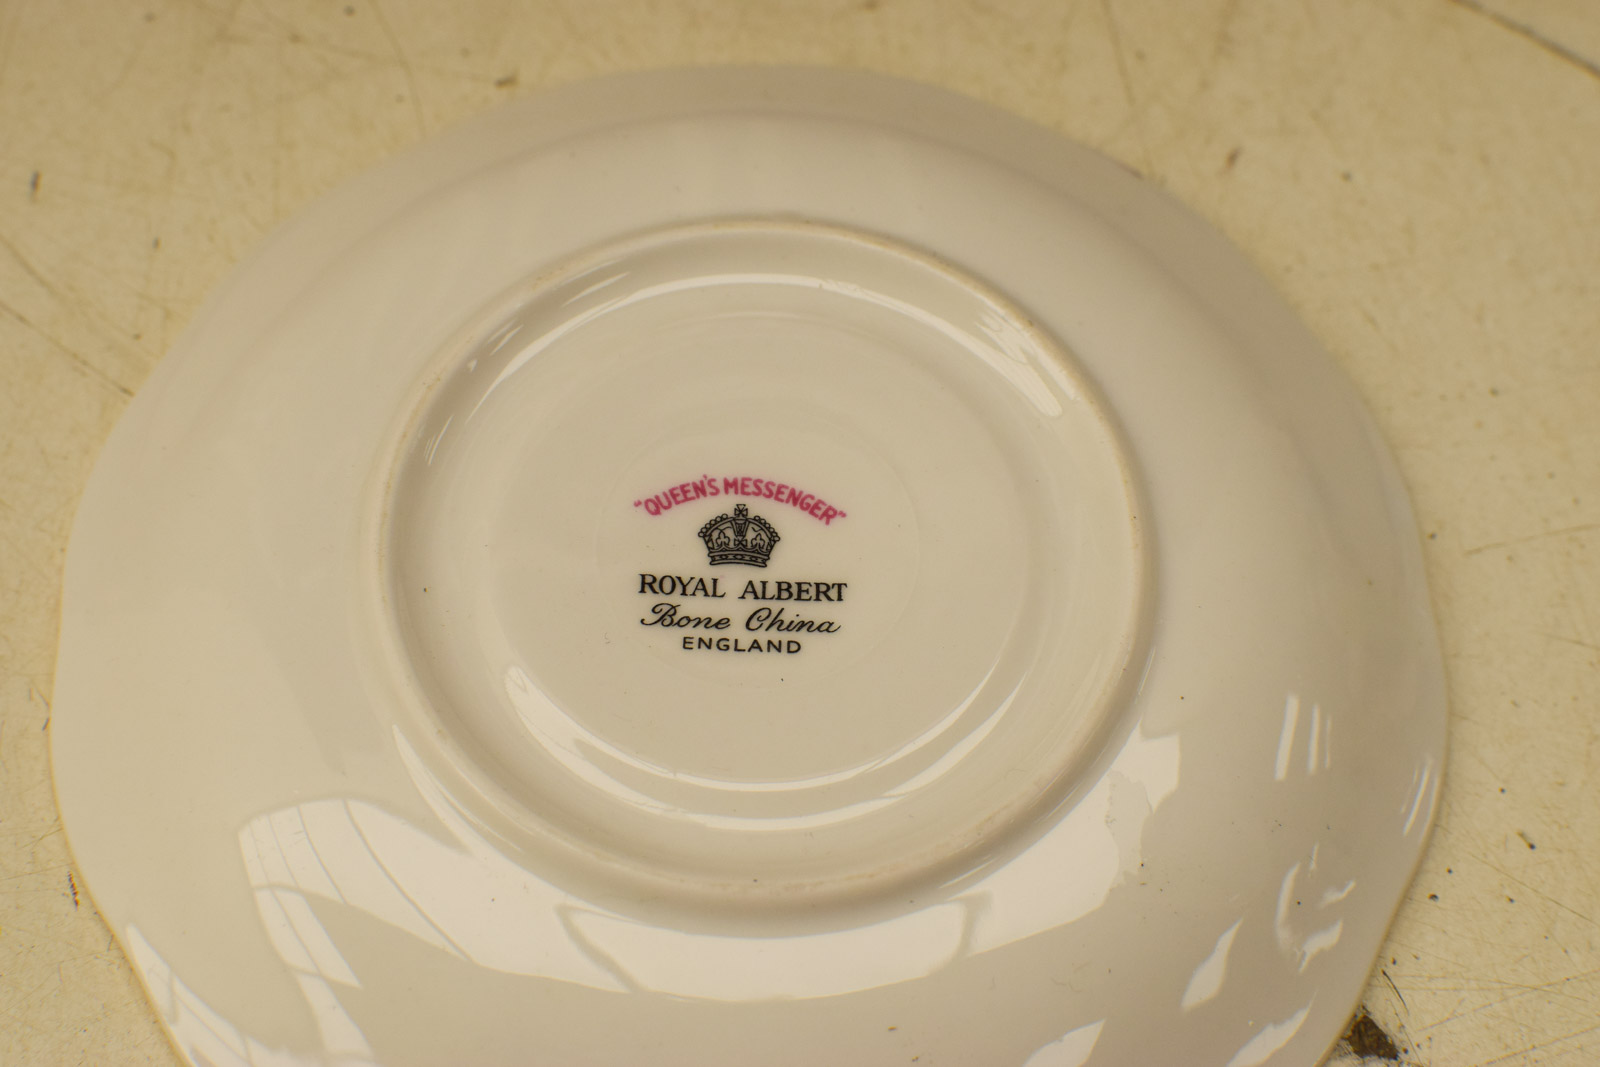 "QUEEN'S MESSENGER"
ROYAL ALBERT
Bone China
ENGLAND